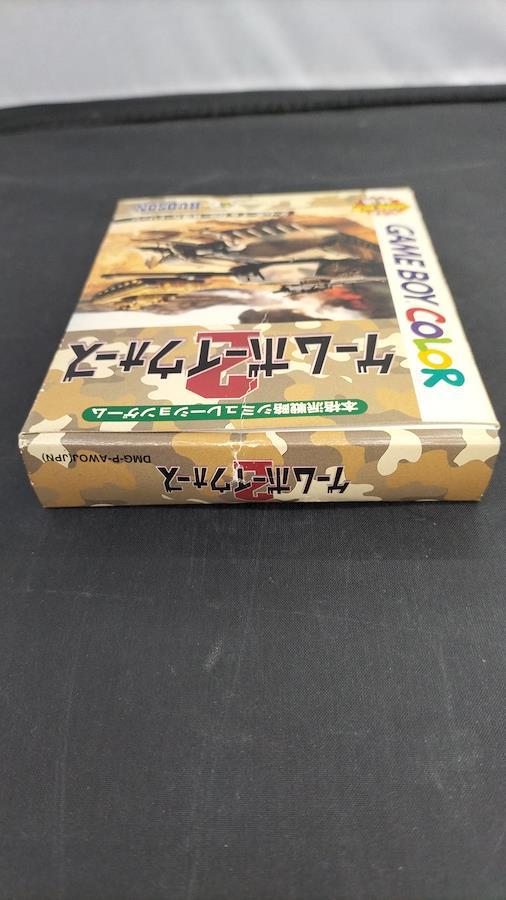 GAME BOY COLOR
本格派戦略シミュレーションゲーム
ゲームボーイウォーズ
2
HUDSON
ゲームボーイウォーズ
2
DMG-P-AWOJ(JPN)